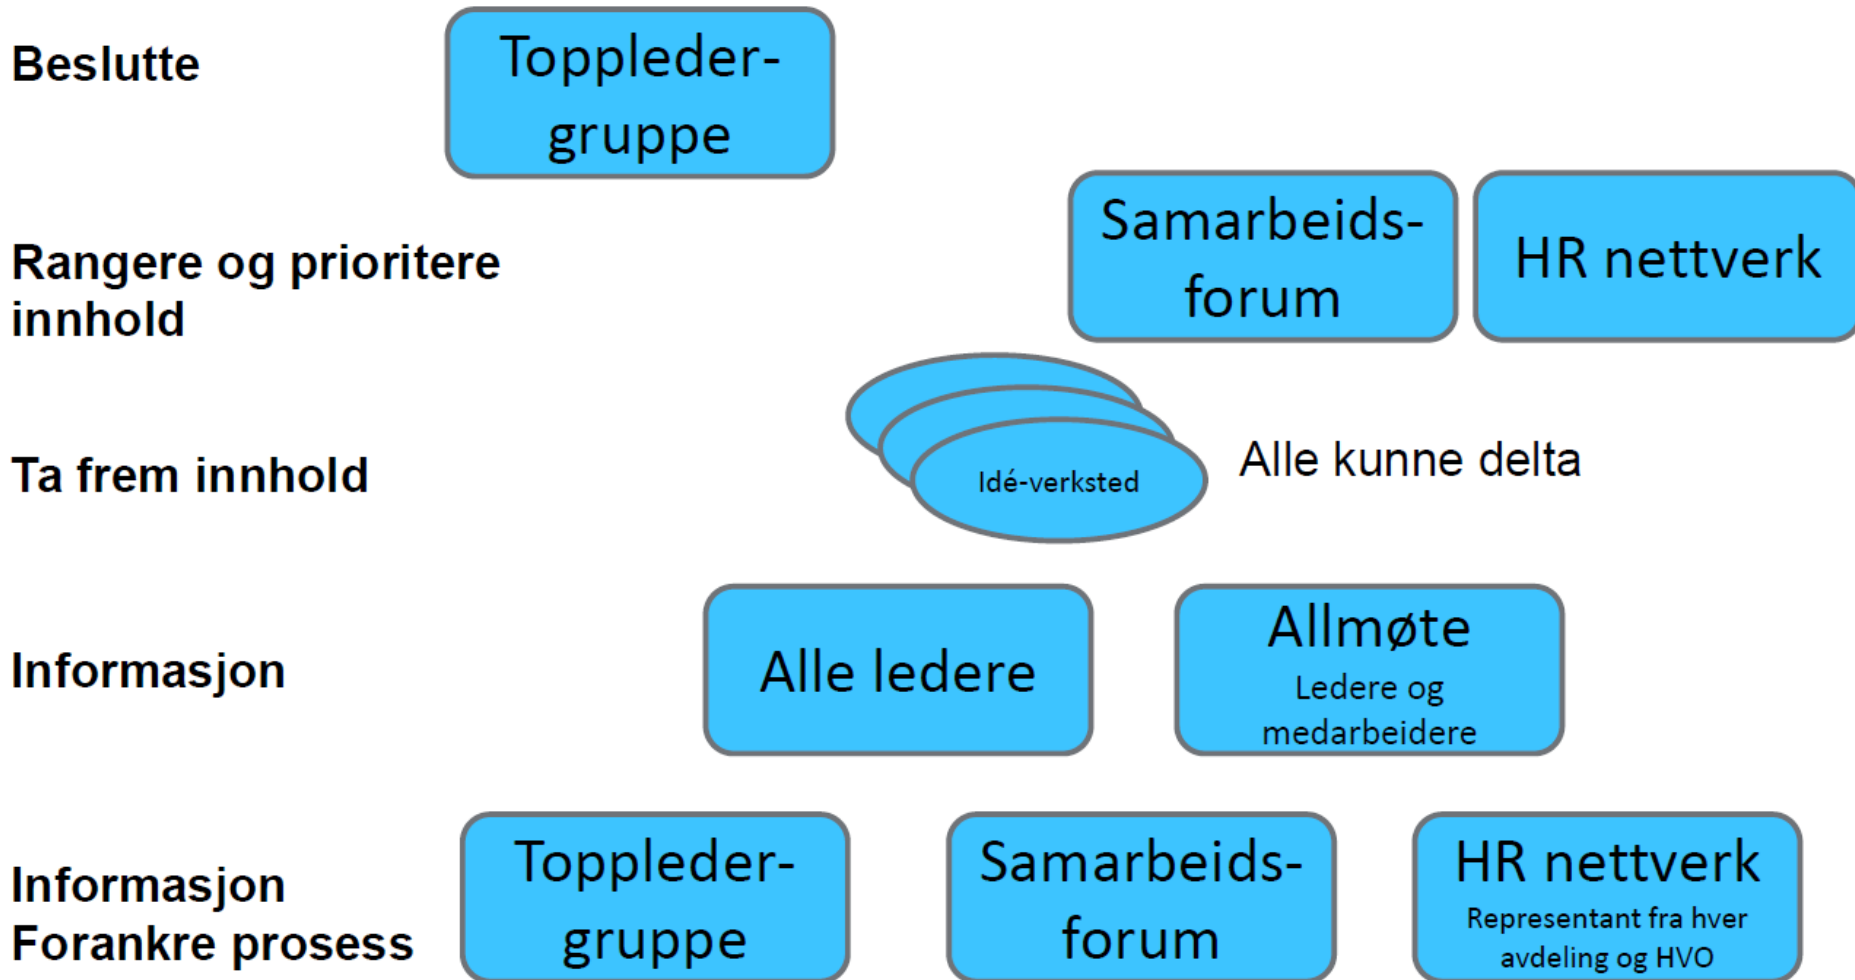 Beslutte
Toppleder-
gruppe
Rangere og prioritere
innhold
Samarbeids-
forum
HR nettverk
Ta frem innhold
Idé-verksted
Alle kunne delta
Informasjon
Alle ledere
Allmøte
Ledere og
medarbeidere
Informasjon
Forankre prosess
Toppleder-
gruppe
Samarbeids-
forum
HR nettverk
Representant fra hver
avdeling og HVO